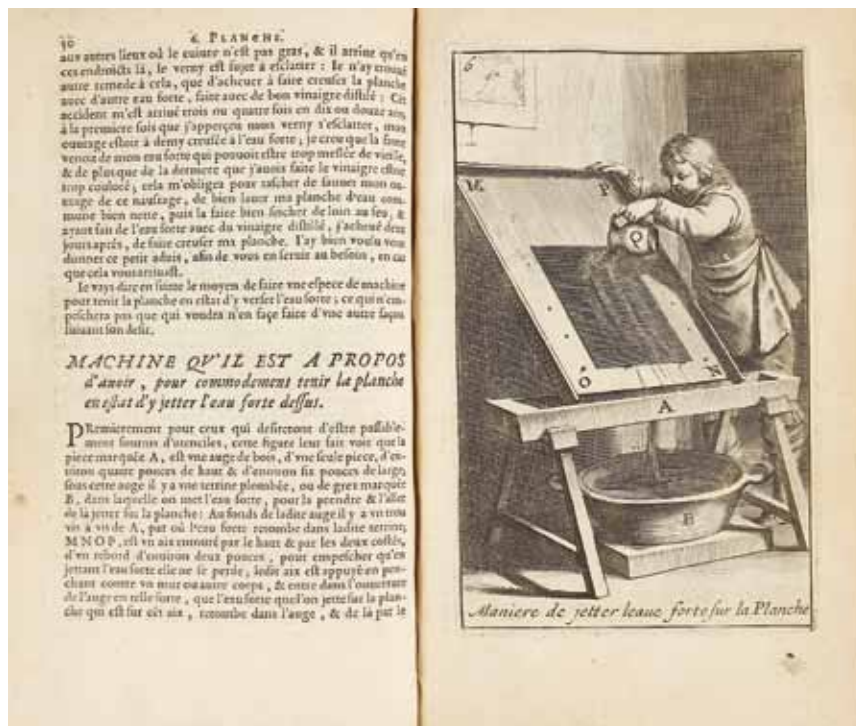 50 6. PLANCHE.
aux autres lieux où le cuiure n'est pas gras, & il arriue qu'en
ces endroicts là, le verny est sujet à esclatter : Ie n'ay trouué
autre remede à cela, que d'acheuer à faire creuser la planche
auec d'autre eau forte, faite auec de bon vinaigre distilé : Cét
accident m'est arriué trois ou quatre fois en dix ou douze ans,
à la premiere fois que j'apperçeu mon verny s'esclatter, mon
ouurage estoit à demy creusée à l'eau forte ; je creu que la faute
venoit de mon eau forte qui pouuoit estre trop meslée de vieille,
& de plus que de la derniere que j'auois faite le vinaigre estoit
trop couloré ; cela m'obligea pour tascher de sauuer mon ou-
urage de ce naufrage, de bien lauer ma planche d'eau com-
mune bien nette, puis la faire bien seicher de loin au feu, &
ayant fait de l'eau forte auec du vinaigre distillé, j'acheué deux
jours aprés, de faire creuser ma planche. I'ay bien voulu vous
donner ce petit aduis, afin de vous en seruir au besoin, en cas
que cela vous arriuast.
Ie vays dire en suitte le moyen de faire vne espece de machine
pour tenir la planche en estat d'y verser l'eau forte ; ce qui n'em-
peschera pas que qui voudra n'en façe faire d'vne autre façon
suiuant son desir.
MACHINE QV'IL EST A PROPOS
d'auoir, pour commodement tenir la planche
en estat d'y jetter l'eau forte dessus.
PRemierement pour ceux qui desireront d'estre passable-
ment fournis d'utenciles, cette figure leur fait voir que la
piece marquée A, est vne auge de bois, d'vne seule piece, d'en-
uiron quatre pouces de haut & d'enuiron six pouces de large,
sous cette auge il y a vne terrine plombée, ou de grez marquée
B, dans laquelle on met l'eau forte, pour la prendre & l'aller
de là jetter sur la planche : Au fonds de ladite auge il y a vn trou
vis à vis de A, par où l'eau forte retombe dans ladite terrine;
M N O P, est vn aix entouré par le haut & par les deux costés,
d'vn rebord d'enuiron deux pouces, pour empescher qu'en
jettant l'eau forte elle ne se perde, ledit aix est appuyé en pen-
chant contre vn mur ou autre corps, & entre dans l'ouuerture
de l'auge en telle sorte, que l'eau forte que l'on jette sur la plan-
che qui est sur cét aix, retombe dans l'auge, & de là par le
6
M P
Q
O N
A
B
Maniere de jetter leaue forte sur la Planche